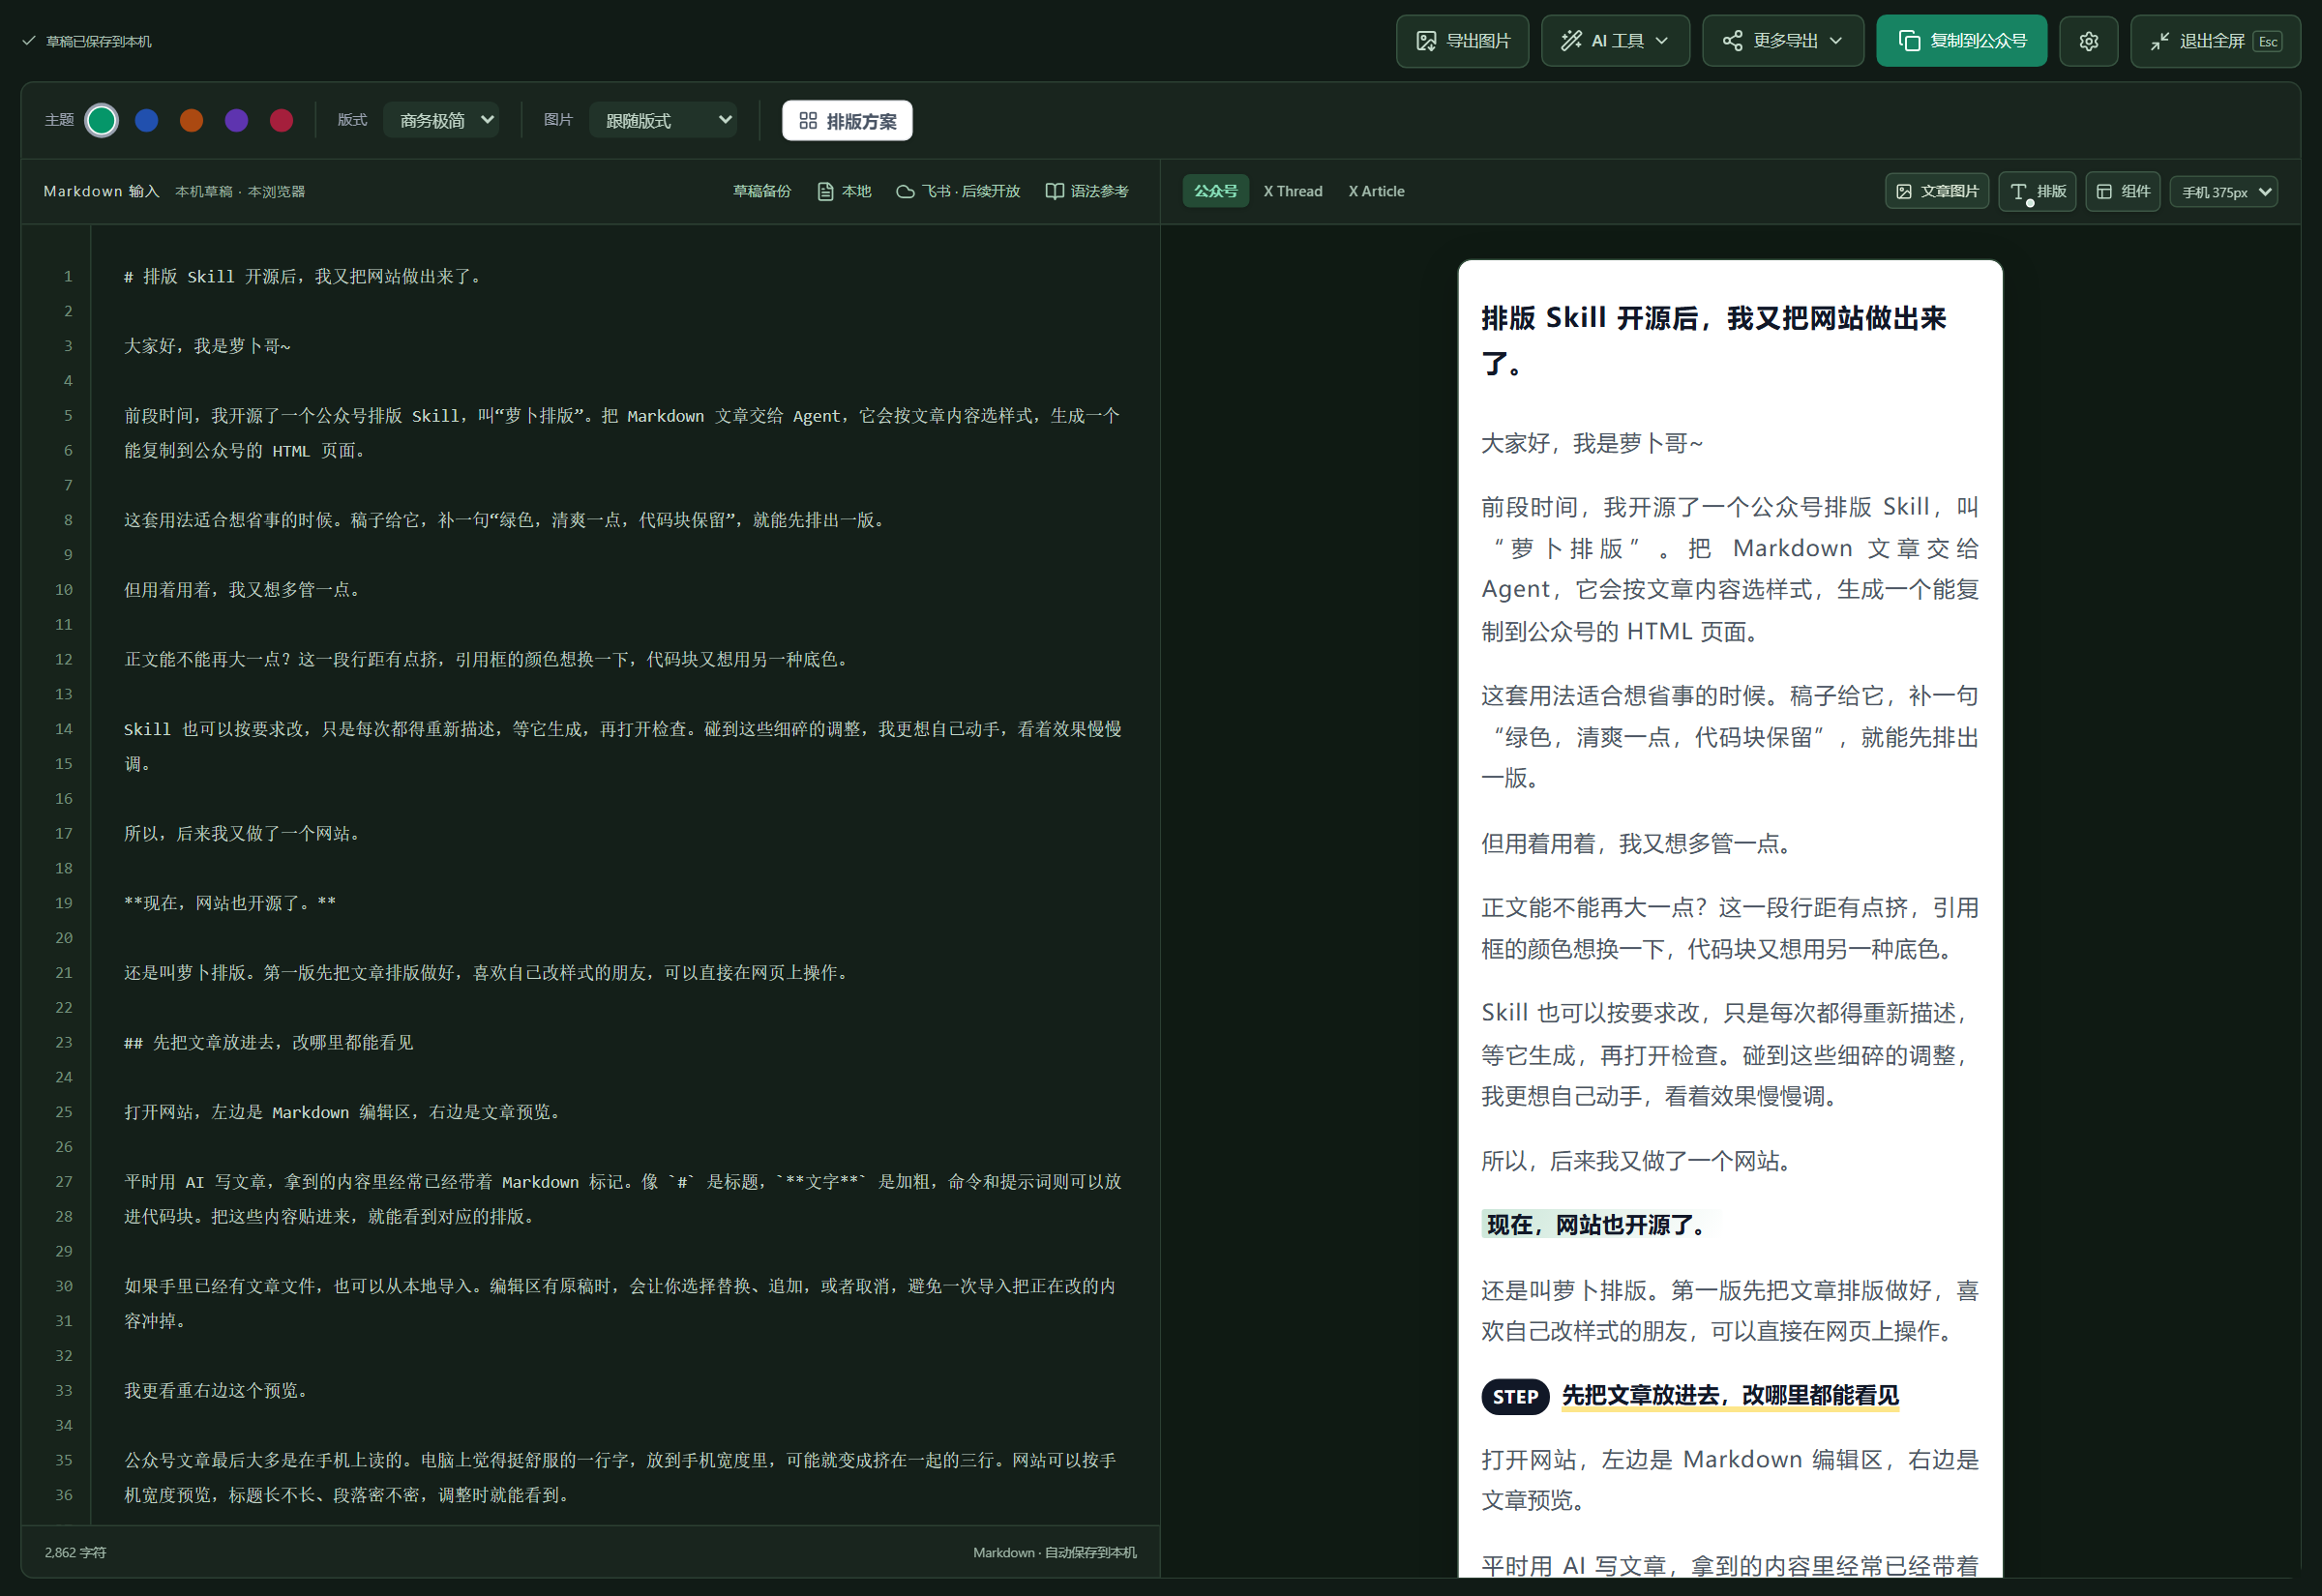 草稿已保存到本机
导出图片
AI 工具
更多导出
复制到公众号
退出全屏 Esc
主题
版式 商务极简
图片 跟随版式
排版方案
Markdown 输入 本机草稿 · 本浏览器
草稿备份 本地 飞书 · 后续开放 语法参考
1 # 排版 Skill 开源后，我又把网站做出来了。
2
3 大家好，我是萝卜哥~
4
5 前段时间，我开源了一个公众号排版 Skill，叫“萝卜排版”。把 Markdown 文章交给 Agent，它会按文章内容选样式，生成一个
6 能复制到公众号的 HTML 页面。
7
8 这套用法适合想省事的时候。稿子给它，补一句“绿色，清爽一点，代码块保留”，就能先排出一版。
9
10 但用着用着，我又想多管一点。
11
12 正文能不能再大一点？这一段行距有点挤，引用框的颜色想换一下，代码块又想用另一种底色。
13
14 Skill 也可以按要求改，只是每次都得重新描述，等它生成，再打开检查。碰到这些细碎的调整，我更想自己动手，看着效果慢慢
15 调。
16
17 所以，后来我又做了一个网站。
18
19 **现在，网站也开源了。**
20
21 还是叫萝卜排版。第一版先把文章排版做好，喜欢自己改样式的朋友，可以直接在网页上操作。
22
23 ## 先把文章放进去，改哪里都能看见
24
25 打开网站，左边是 Markdown 编辑区，右边是文章预览。
26
27 平时用 AI 写文章，拿到的内容里经常已经带着 Markdown 标记。像 `#` 是标题，`**文字**` 是加粗，命令和提示词则可以放
28 进代码块。把这些内容贴进来，就能看到对应的排版。
29
30 如果手里已经有文章文件，也可以从本地导入。编辑区有原稿时，会让你选择替换、追加，或者取消，避免一次导入把正在改的内
31 容冲掉。
32
33 我更看重右边这个预览。
34
35 公众号文章最后大多是在手机上读的。电脑上觉得挺舒服的一行字，放到手机宽度里，可能就变成挤在一起的三行。网站可以按手
36 机宽度预览，标题长不长、段落密不密，调整时就能看到。
2,862 字符
Markdown · 自动保存到本机
公众号 X Thread X Article
文章图片 排版 组件 手机 375px
排版 Skill 开源后，我又把网站做出来
了。
大家好，我是萝卜哥~
前段时间，我开源了一个公众号排版 Skill，叫
“萝卜排版”。把 Markdown 文章交给
Agent，它会按文章内容选样式，生成一个能复
制到公众号的 HTML 页面。
这套用法适合想省事的时候。稿子给它，补一句
“绿色，清爽一点，代码块保留”，就能先排出
一版。
但用着用着，我又想多管一点。
正文能不能再大一点？这一段行距有点挤，引用
框的颜色想换一下，代码块又想用另一种底色。
Skill 也可以按要求改，只是每次都得重新描述，
等它生成，再打开检查。碰到这些细碎的调整，
我更想自己动手，看着效果慢慢调。
所以，后来我又做了一个网站。
现在，网站也开源了。
还是叫萝卜排版。第一版先把文章排版做好，喜
欢自己改样式的朋友，可以直接在网页上操作。
STEP 先把文章放进去，改哪里都能看见
打开网站，左边是 Markdown 编辑区，右边是
文章预览。
平时用 AI 写文章，拿到的内容里经常已经带着